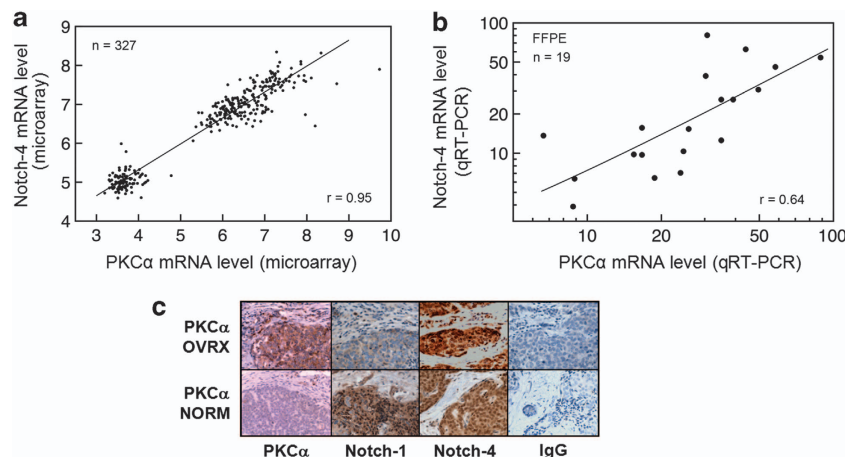 a
n = 327
r = 0.95
9
8
7
6
5
4
3 4 5 6 7 8 9 10
Notch-4 mRNA level
(microarray)
PKCα mRNA level (microarray)
b
FFPE
n = 19
r = 0.64
100
50
20
10
10 20 50 100
Notch-4 mRNA level
(qRT-PCR)
PKCα mRNA level (qRT-PCR)
c
PKCα
OVRX
PKCα
NORM
PKCα Notch-1 Notch-4 IgG